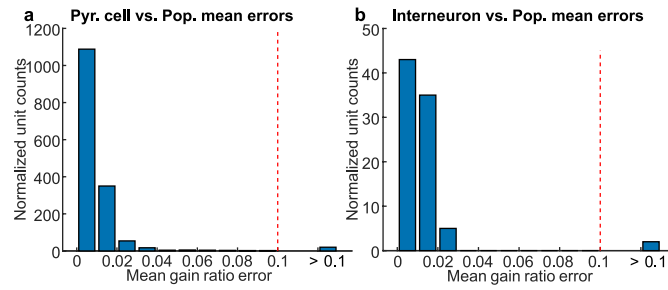 a Pyr. cell vs. Pop. mean errors
Normalized unit counts
1200
1000
800
600
400
200
0
0 0.02 0.04 0.06 0.08 0.1 > 0.1
Mean gain ratio error
b Interneuron vs. Pop. mean errors
Normalized unit counts
50
40
30
20
10
0
0 0.02 0.04 0.06 0.08 0.1 > 0.1
Mean gain ratio error